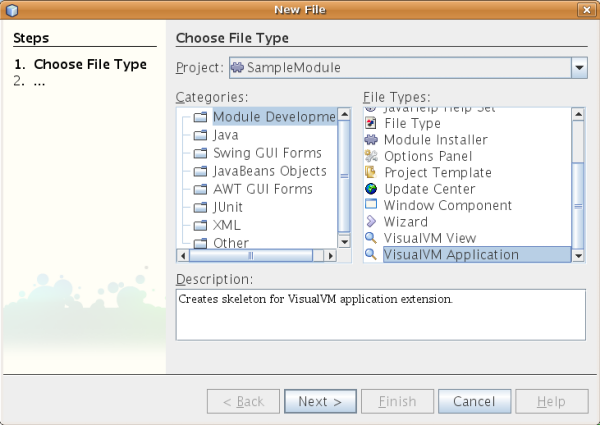 New File
Steps
1. Choose File Type
2. ...
Choose File Type
Project: SampleModule
Categories:
Module Developme
Java
Swing GUI Forms
JavaBeans Objects
AWT GUI Forms
JUnit
XML
Other
File Types:
JavaHelp Help Set
File Type
Module Installer
Options Panel
Project Template
Update Center
Window Component
Wizard
VisualVM View
VisualVM Application
Description:
Creates skeleton for VisualVM application extension.
< Back
Next >
Finish
Cancel
Help